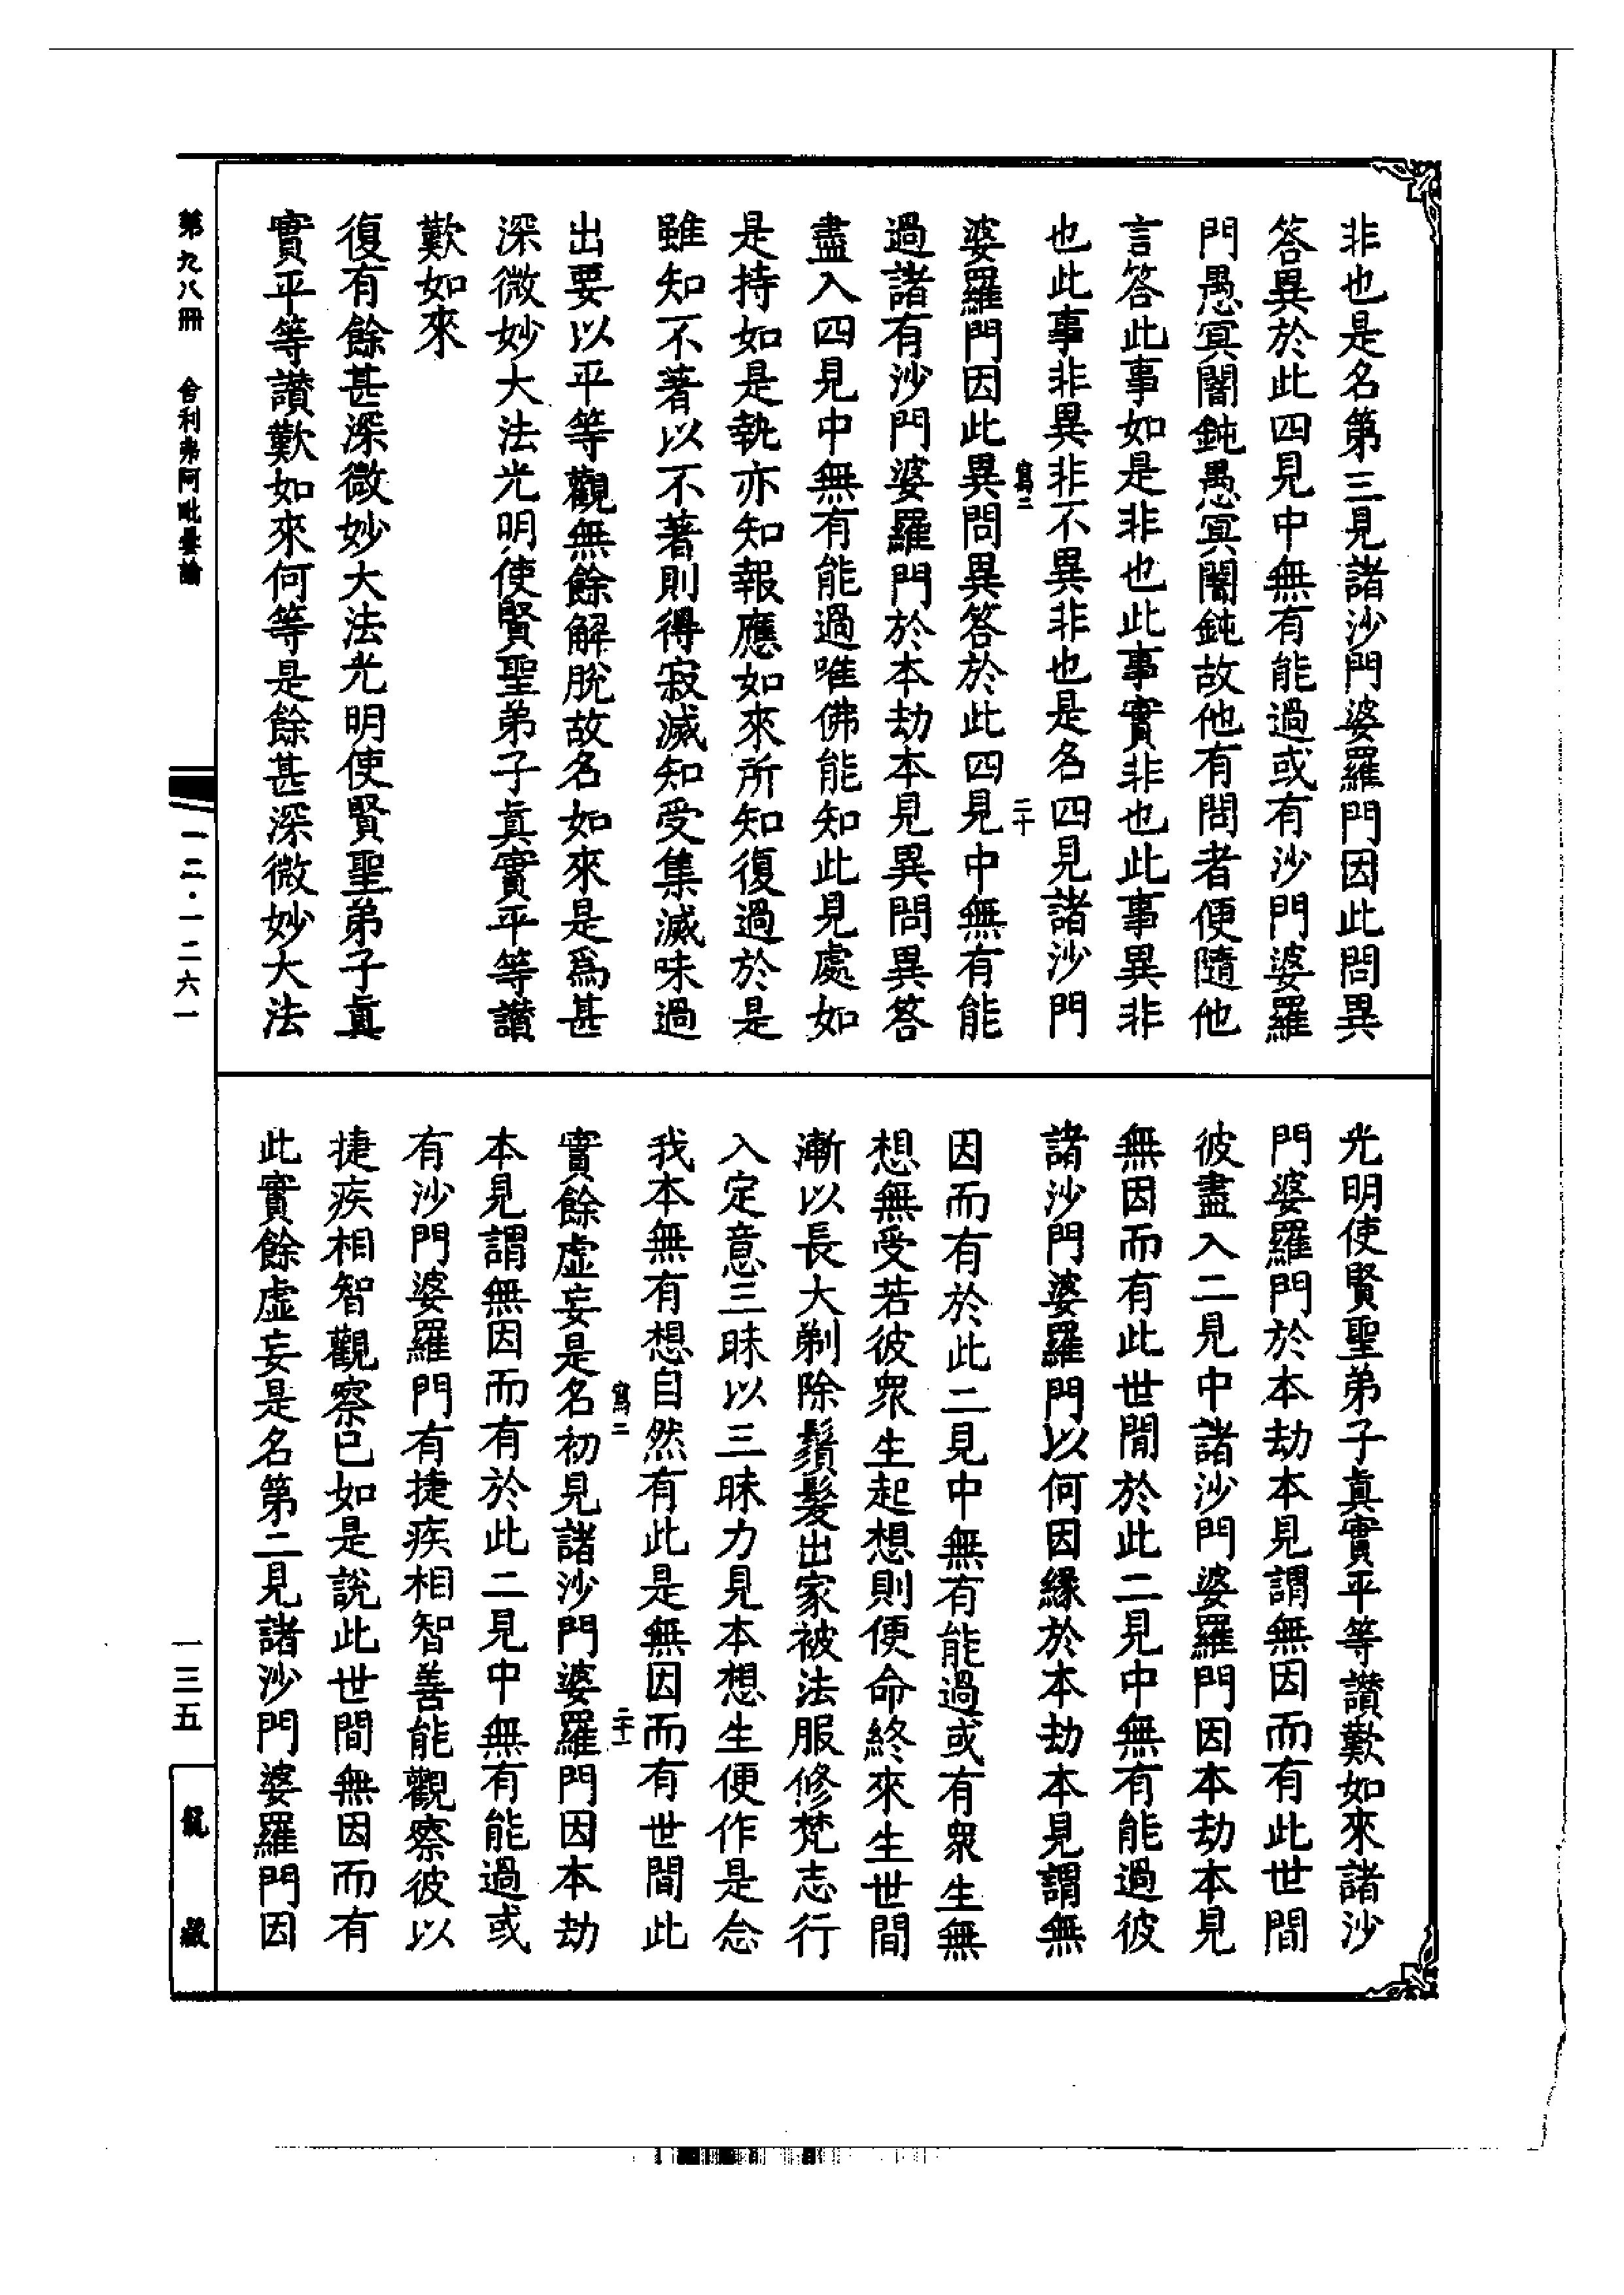 非也是名第三見諸沙門婆羅門因此問異
答異於此四見中無有能過或有沙門婆羅
門愚冥闇鈍愚冥闇鈍故他有問者便隨他
言答此事如是非也此事實非也此事異非
也此事非異非不異非也是名四見諸沙門
寫二
二十
婆羅門因此異問異答於此四見中無有能
過諸有沙門婆羅門於本劫本見異問異答
盡入四見中無有能過唯佛能知此見處如
是持如是執亦知報應如來所知復過於是
雖知不著以不著則得寂滅知受集滅味過
出要以平等觀無餘解脫故名如來是為甚
深微妙大法光明使賢聖弟子真實平等讃
歎如來
復有餘甚深微妙大法光明使賢聖弟子真
實平等讃歎如來何等是餘甚深微妙大法
光明使賢聖弟子真實平等讃歎如來諸沙
門婆羅門於本劫本見謂無因而有此世間
彼盡入二見中諸沙門婆羅門因本劫本見
無因而有此世間於此二見中無有能過彼
諸沙門婆羅門以何因緣於本劫本見謂無
因而有於此二見中無有能過或有衆生無
想無受若彼衆生起想則便命終來生世間
漸以長大剃除鬚髮出家被法服修梵志行
入定意三昧以三昧力見本想生便作是念
我本無有想自然有此是無因而有世間此
寫二
二十一
實餘虛妄是名初見諸沙門婆羅門因本劫
本見謂無因而有於此二見中無有能過或
有沙門婆羅門有捷疾相智善能觀察彼以
捷疾相智觀察已如是說此世間無因而有
此實餘虛妄是名第二見諸沙門婆羅門因
第九八冊 舍利弗阿毗曇論
一二·一二六一
一三五
龍藏